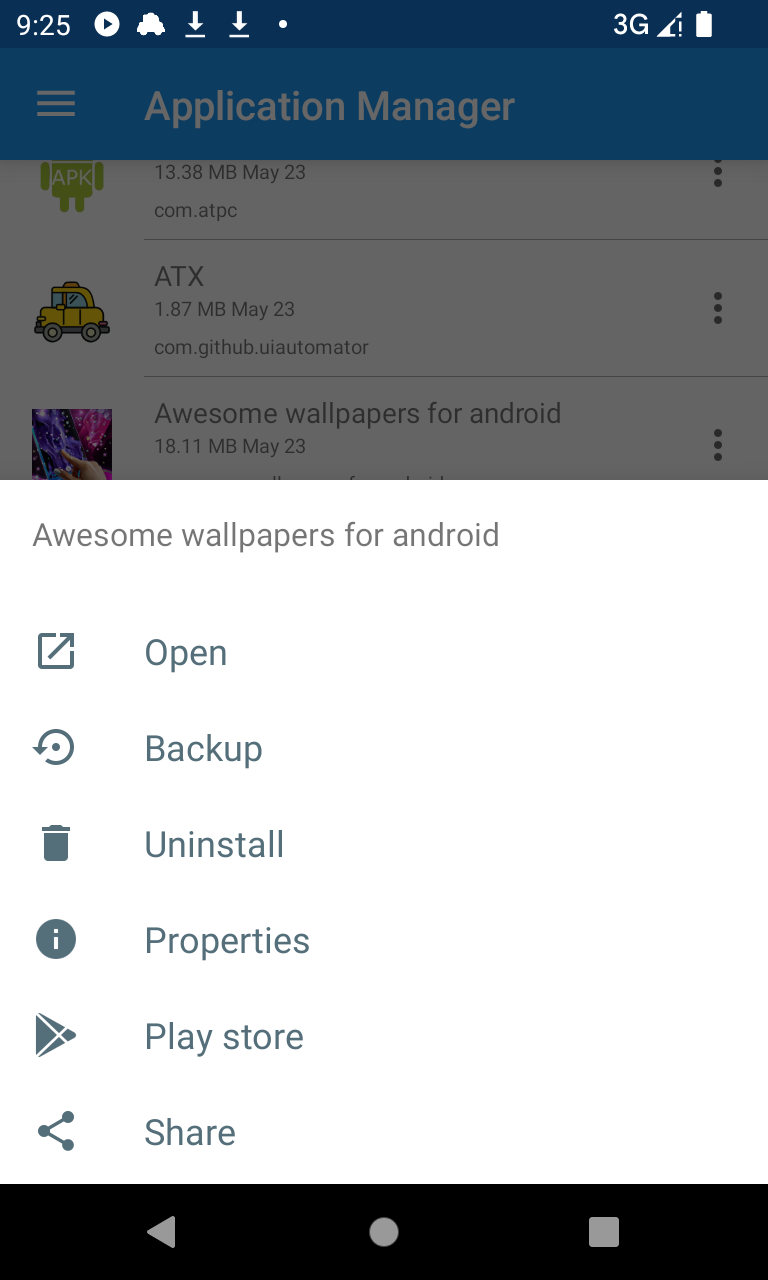 9:25
3G
Application Manager
APK
13.38 MB May 23
com.atpc
ATX
1.87 MB May 23
com.github.uiautomator
Awesome wallpapers for android
18.11 MB May 23
Awesome wallpapers for android
Open
Backup
Uninstall
Properties
Play store
Share